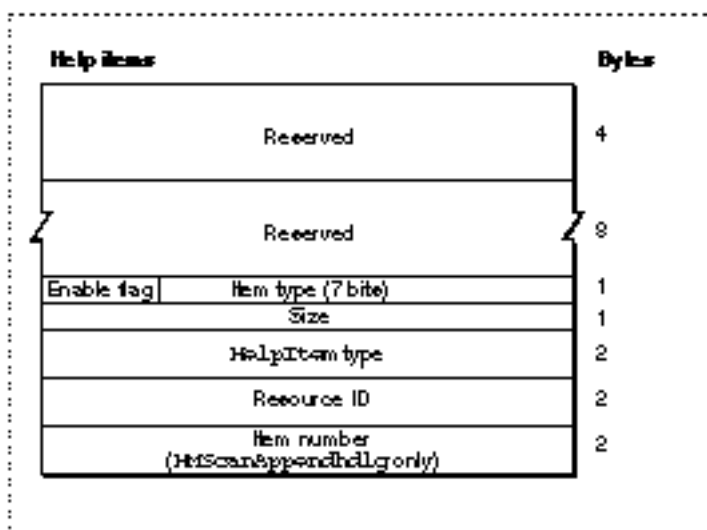 Help items Bytes
Reserved 4
Reserved 8
Enable flag Item type (7 bits) 1
Size 1
HelpItem type 2
Resource ID 2
Item number 2
(HMScanAppendhdlg only)